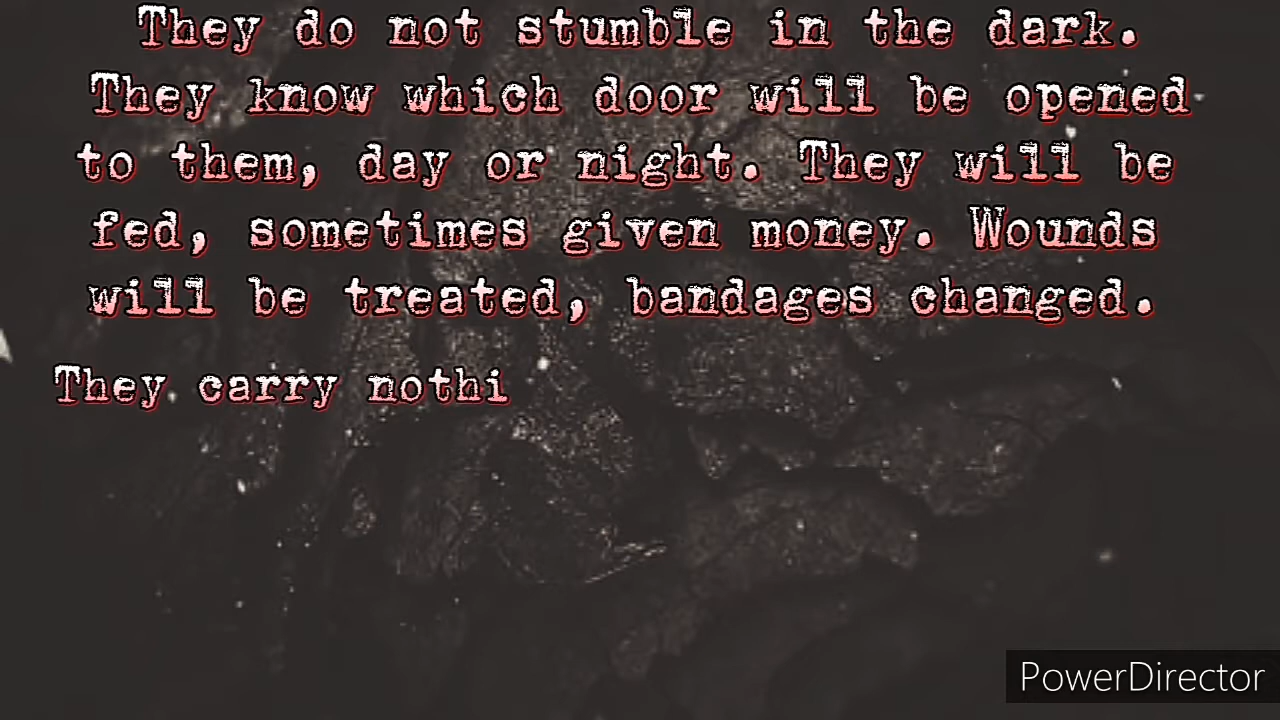 They do not stumble in the dark.
They know which door will be opened
to them, day or night. They will be
fed, sometimes given money. Wounds
will be treated, bandages changed.
They carry nothi
PowerDirector